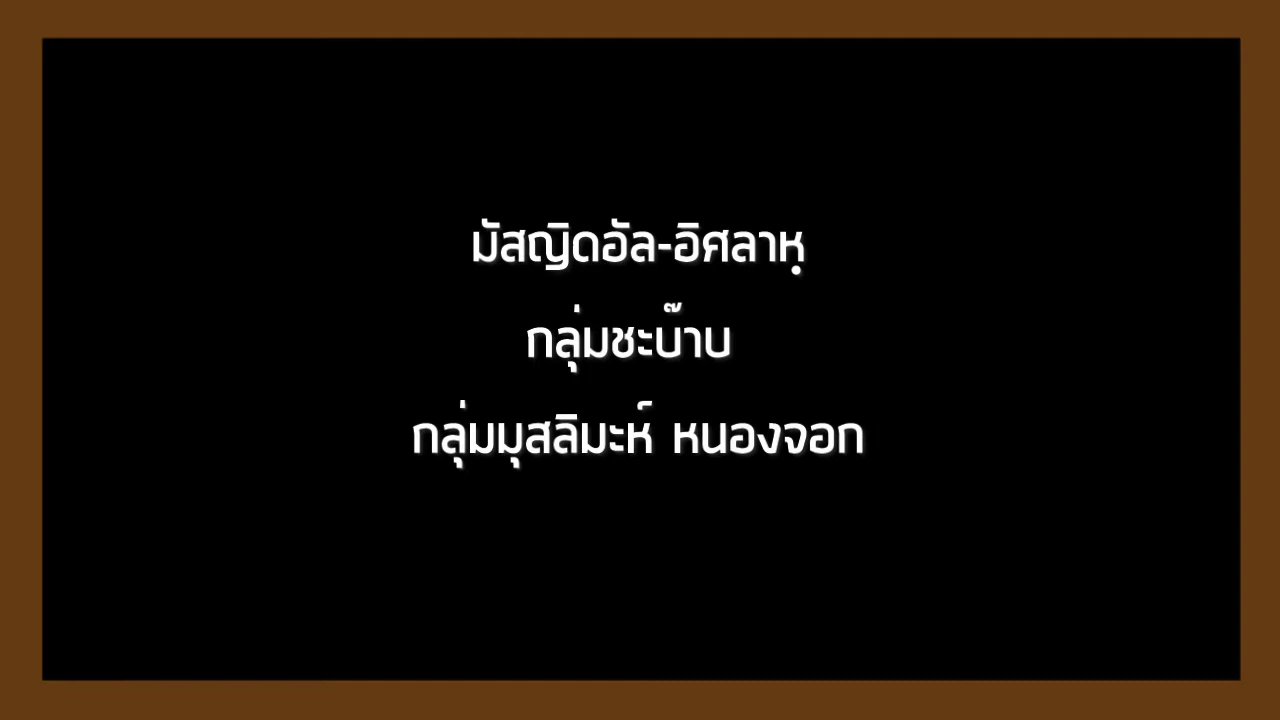 มัสญิดอัล-อิศลาหฺ
กลุ่มชะบ๊าบ
กลุ่มมุสลิมะห์ หนองจอก